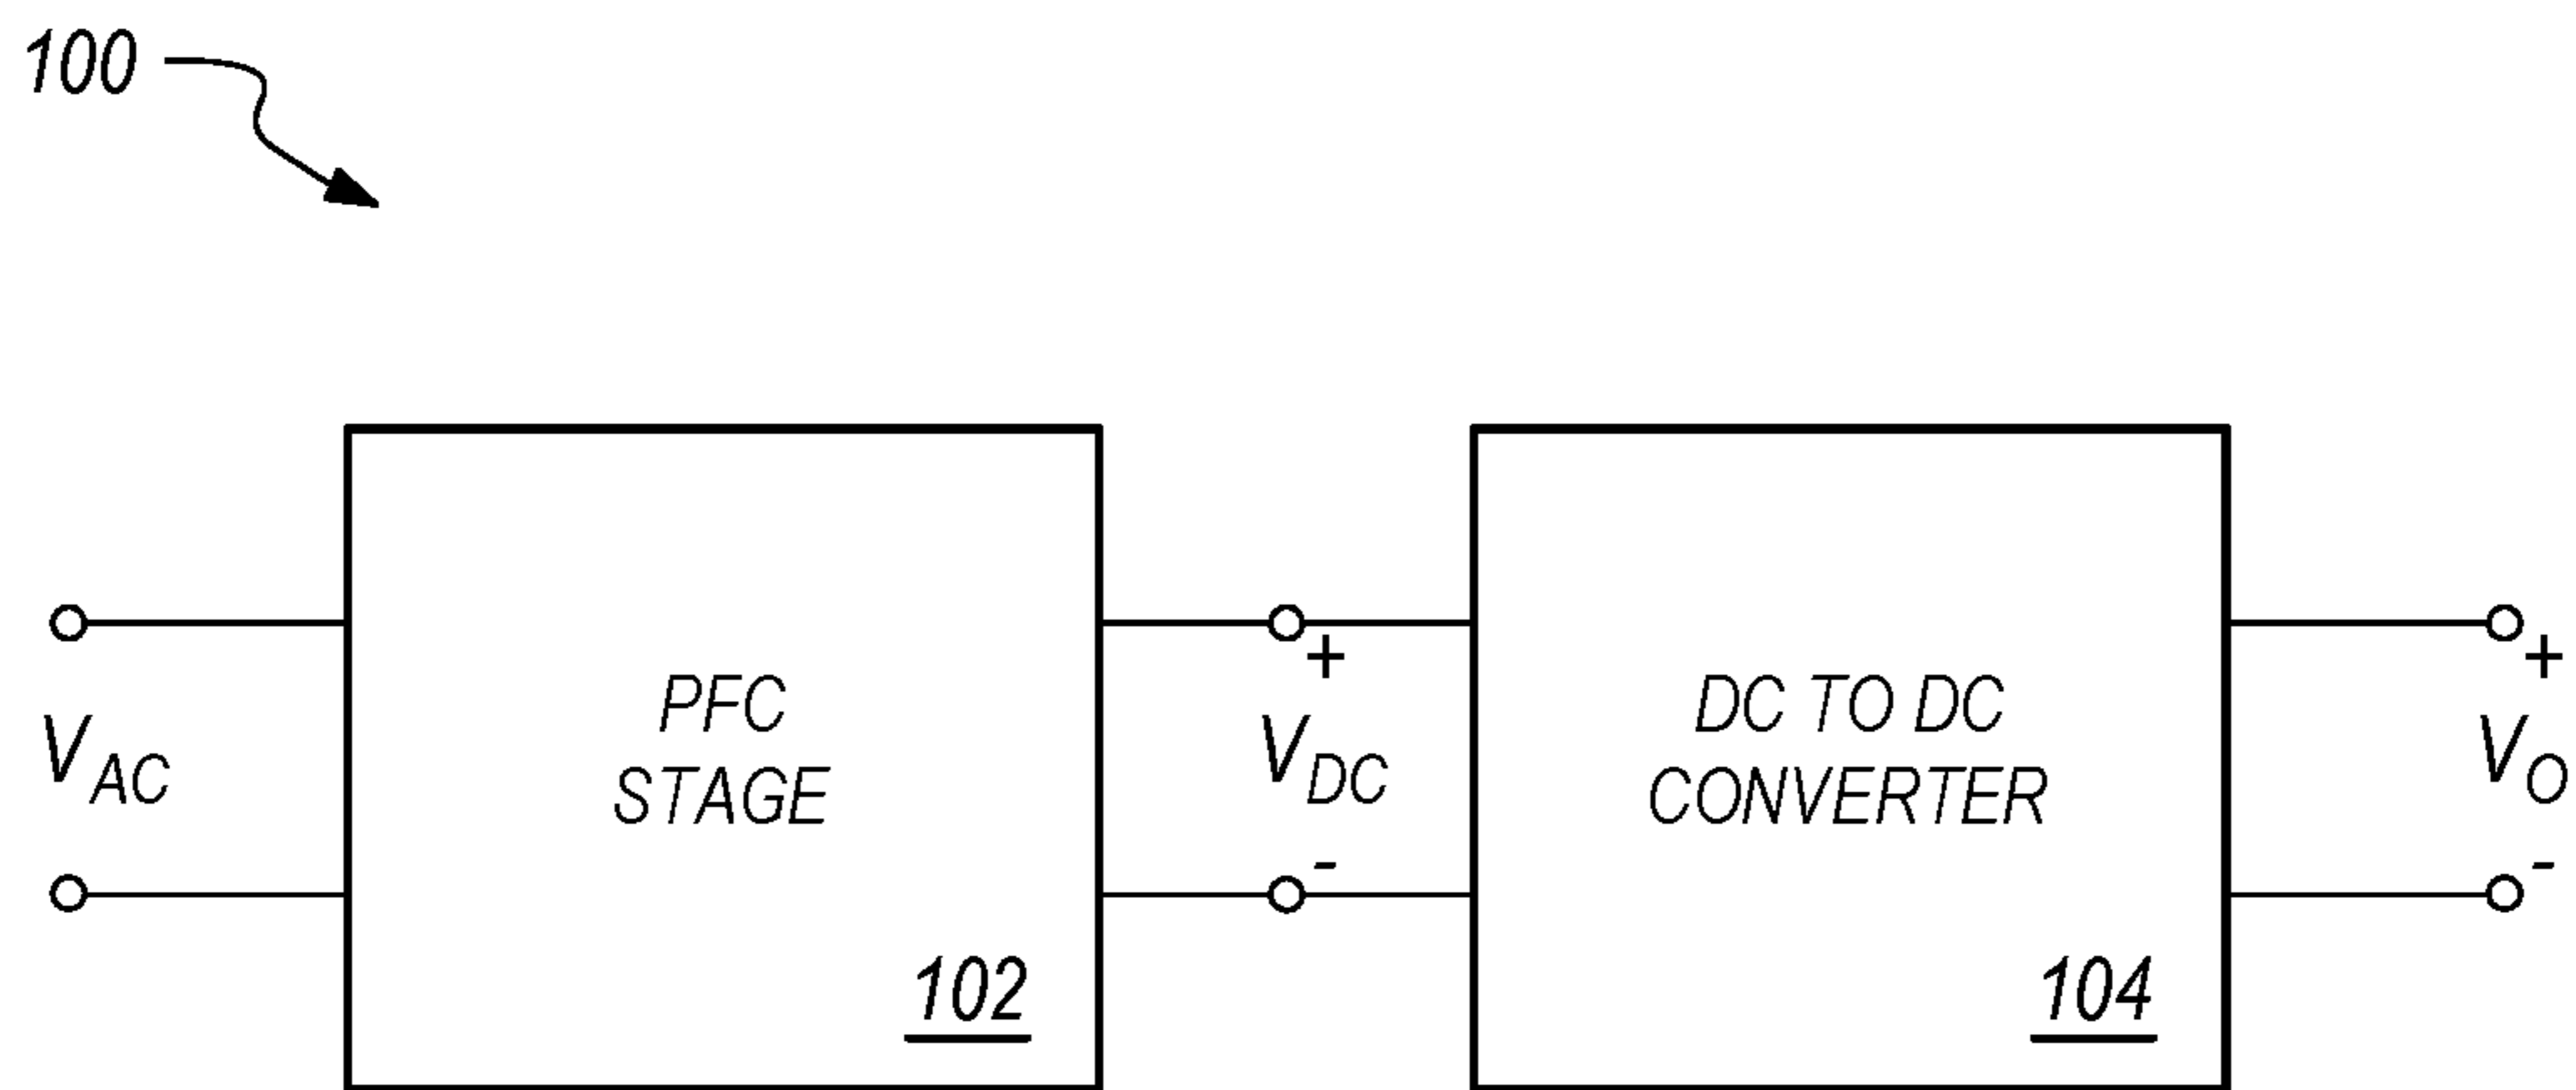 100
PFC
STAGE
102
DC TO DC
CONVERTER
104
V_AC
+
V_DC
-
+
V_O
-